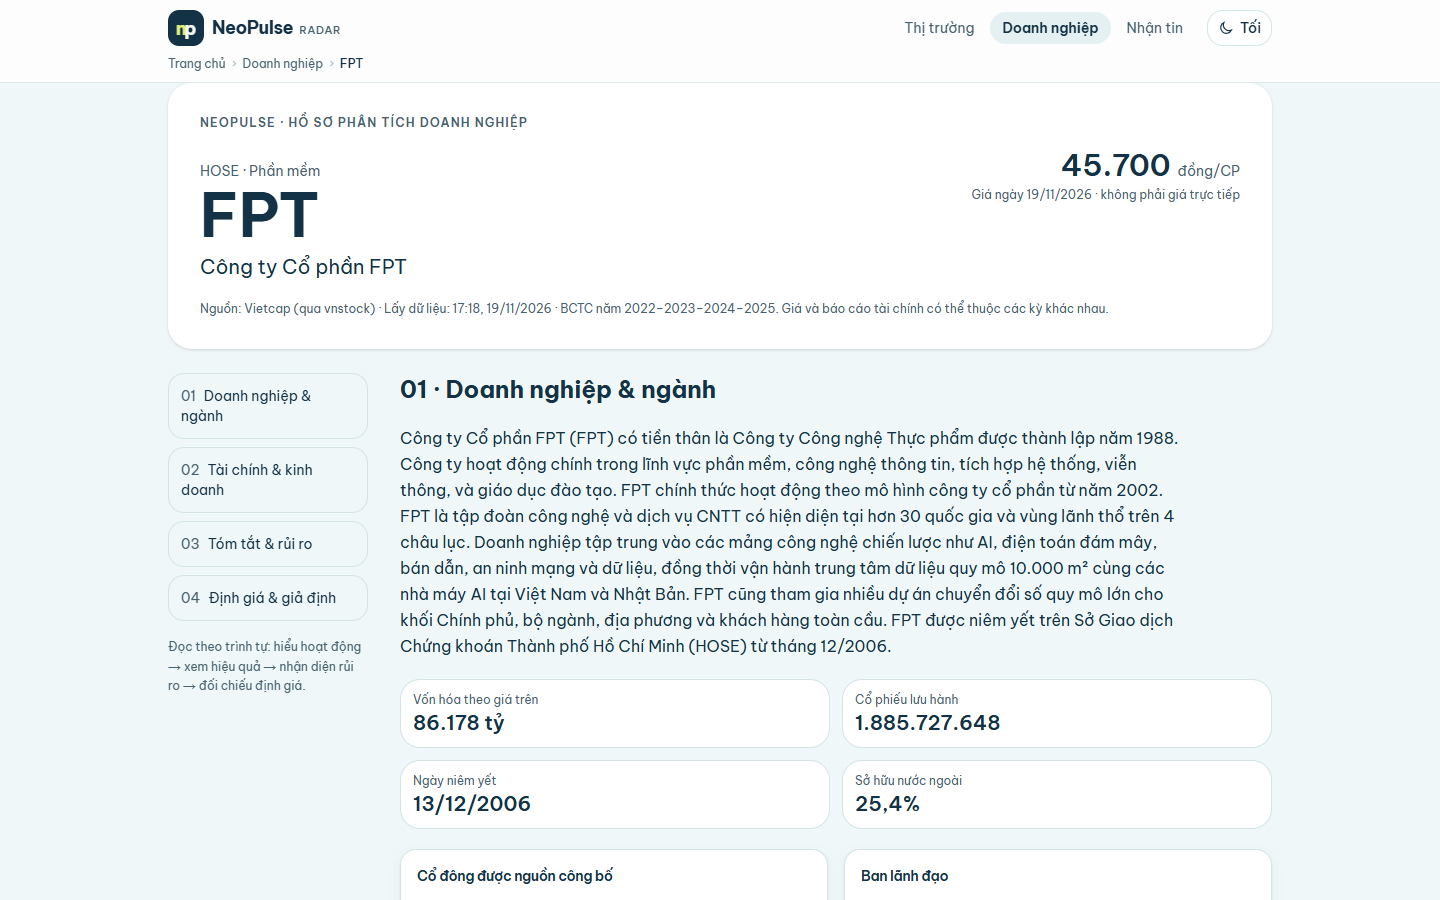 np NeoPulse RADAR
Thị trường
Doanh nghiệp
Nhận tin
Tối
Trang chủ › Doanh nghiệp › FPT
NEOPULSE · HỒ SƠ PHÂN TÍCH DOANH NGHIỆP
HOSE · Phần mềm
FPT
Công ty Cổ phần FPT
45.700 đồng/CP
Giá ngày 19/11/2026 · không phải giá trực tiếp
Nguồn: Vietcap (qua vnstock) · Lấy dữ liệu: 17:18, 19/11/2026 · BCTC năm 2022–2023–2024–2025. Giá và báo cáo tài chính có thể thuộc các kỳ khác nhau.
01 Doanh nghiệp &
ngành
02 Tài chính & kinh
doanh
03 Tóm tắt & rủi ro
04 Định giá & giả định
Đọc theo trình tự: hiểu hoạt động
→ xem hiệu quả → nhận diện rủi
ro → đối chiếu định giá.
01 · Doanh nghiệp & ngành
Công ty Cổ phần FPT (FPT) có tiền thân là Công ty Công nghệ Thực phẩm được thành lập năm 1988.
Công ty hoạt động chính trong lĩnh vực phần mềm, công nghệ thông tin, tích hợp hệ thống, viễn
thông, và giáo dục đào tạo. FPT chính thức hoạt động theo mô hình công ty cổ phần từ năm 2002.
FPT là tập đoàn công nghệ và dịch vụ CNTT có hiện diện tại hơn 30 quốc gia và vùng lãnh thổ trên 4
châu lục. Doanh nghiệp tập trung vào các mảng công nghệ chiến lược như AI, điện toán đám mây,
bán dẫn, an ninh mạng và dữ liệu, đồng thời vận hành trung tâm dữ liệu quy mô 10.000 m² cùng các
nhà máy AI tại Việt Nam và Nhật Bản. FPT cũng tham gia nhiều dự án chuyển đổi số quy mô lớn cho
khối Chính phủ, bộ ngành, địa phương và khách hàng toàn cầu. FPT được niêm yết trên Sở Giao dịch
Chứng khoán Thành phố Hồ Chí Minh (HOSE) từ tháng 12/2006.
Vốn hóa theo giá trên
86.178 tỷ
Cổ phiếu lưu hành
1.885.727.648
Ngày niêm yết
13/12/2006
Sở hữu nước ngoài
25,4%
Cổ đông được nguồn công bố
Ban lãnh đạo